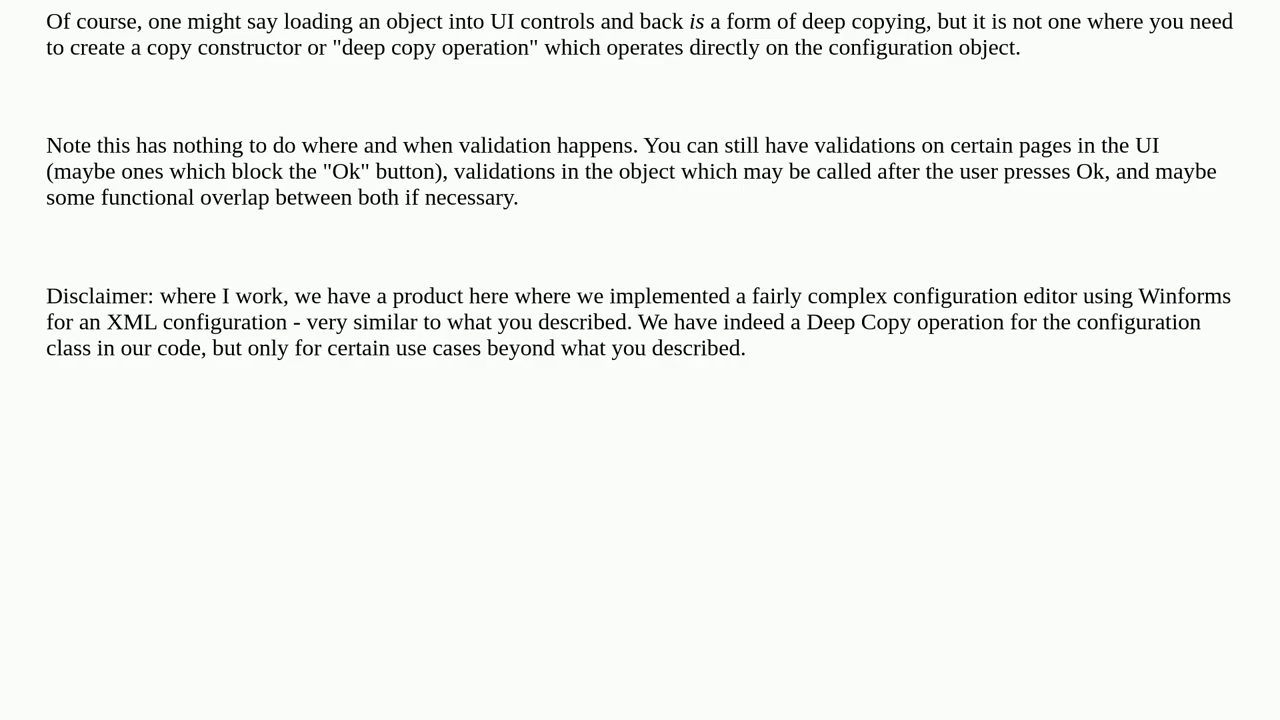 Of course, one might say loading an object into UI controls and back is a form of deep copying, but it is not one where you need
to create a copy constructor or "deep copy operation" which operates directly on the configuration object.
Note this has nothing to do where and when validation happens. You can still have validations on certain pages in the UI
(maybe ones which block the "Ok" button), validations in the object which may be called after the user presses Ok, and maybe
some functional overlap between both if necessary.
Disclaimer: where I work, we have a product here where we implemented a fairly complex configuration editor using Winforms
for an XML configuration - very similar to what you described. We have indeed a Deep Copy operation for the configuration
class in our code, but only for certain use cases beyond what you described.